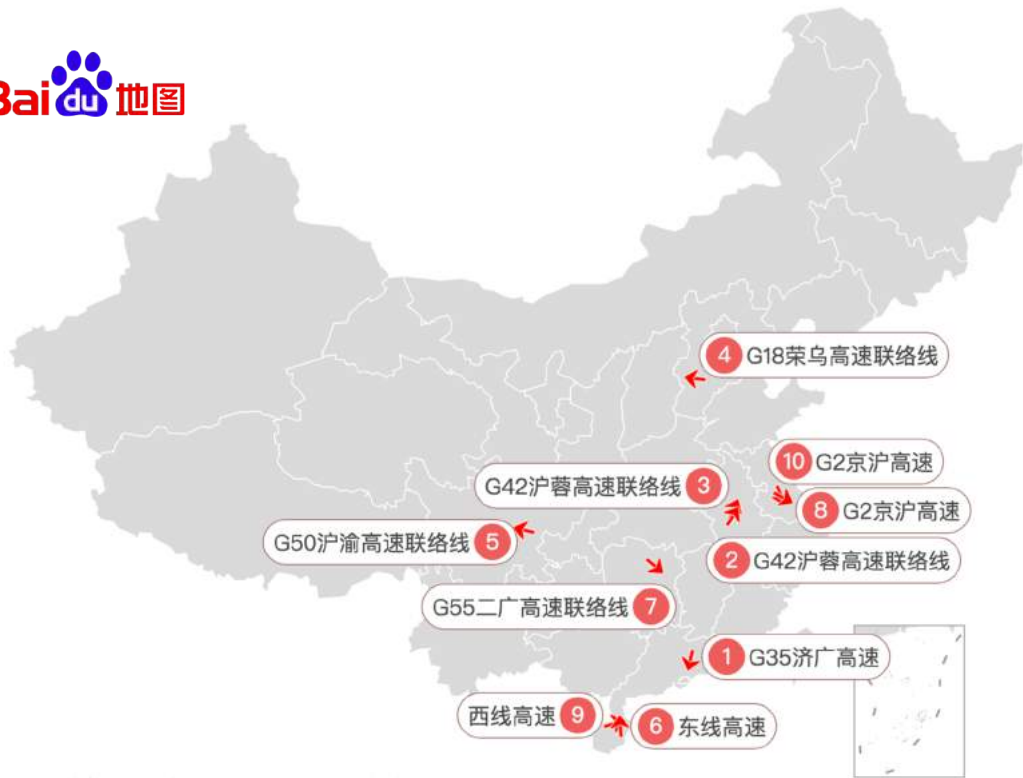 Baidu地图
4 G18荣乌高速联络线
10 G2京沪高速
G42沪蓉高速联络线 3
8 G2京沪高速
G50沪渝高速联络线 5
2 G42沪蓉高速联络线
G55二广高速联络线 7
1 G35济广高速
西线高速 9
6 东线高速